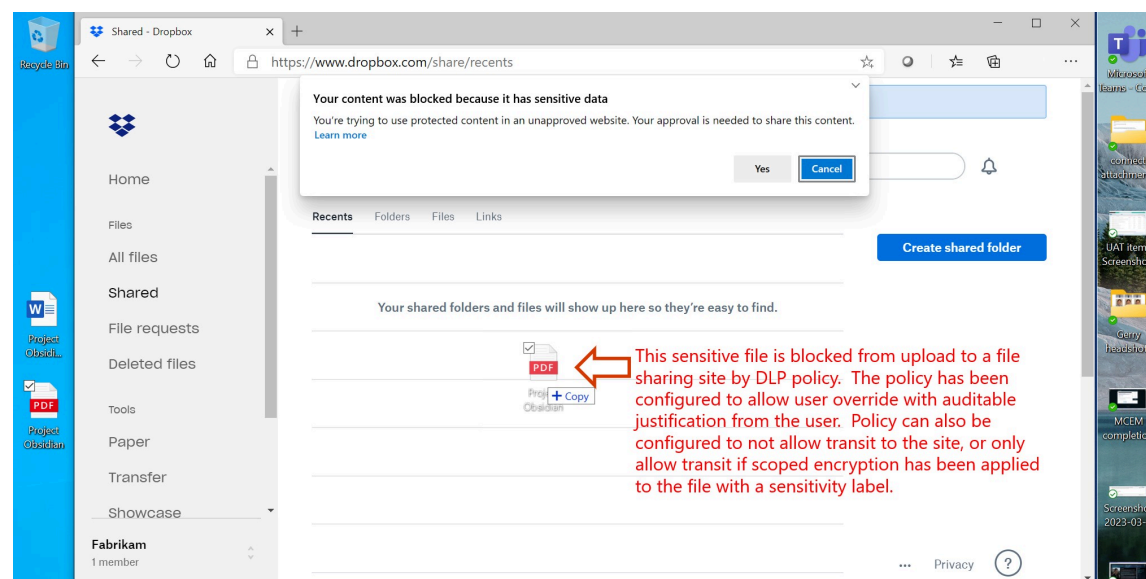 Recycle Bin
Project
Obsidi...
PDF
Project
Obsidian
Shared - Dropbox
https://www.dropbox.com/share/recents
Home
Files
All files
Shared
File requests
Deleted files
Tools
Paper
Transfer
Showcase
Fabrikam
1 member
Your content was blocked because it has sensitive data
You're trying to use protected content in an unapproved website. Your approval is needed to share this content.
Learn more
Yes
Cancel
Recents Folders Files Links
Create shared folder
Your shared folders and files will show up here so they're easy to find.
PDF
+ Copy
Obsidian
This sensitive file is blocked from upload to a file
sharing site by DLP policy. The policy has been
configured to allow user override with auditable
justification from the user. Policy can also be
configured to not allow transit to the site, or only
allow transit if scoped encryption has been applied
to the file with a sensitivity label.
... Privacy ?
Teams - 
UAT item
Gerry
MCEM
2023-03-